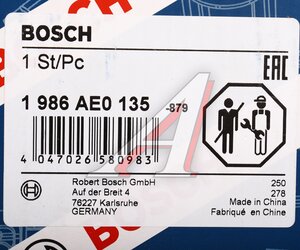 BOSCH
1 St/Pc
1 986 AE0 135 -879
EAC
4 047026 580983
Robert Bosch GmbH
Auf der Breit 4
76227 Karlsruhe
GERMANY
250
278
Made in China
Fabriqué en Chine
BOSCH